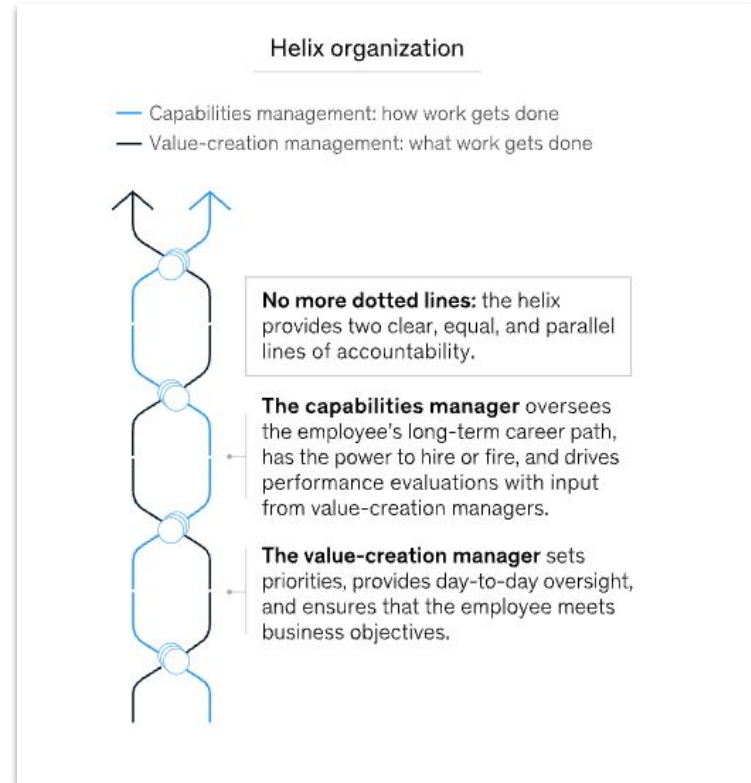 Helix organization
Capabilities management: how work gets done
Value-creation management: what work gets done
No more dotted lines: the helix
provides two clear, equal, and parallel
lines of accountability.
The capabilities manager oversees
the employee's long-term career path,
has the power to hire or fire, and drives
performance evaluations with input
from value-creation managers.
The value-creation manager sets
priorities, provides day-to-day oversight,
and ensures that the employee meets
business objectives.